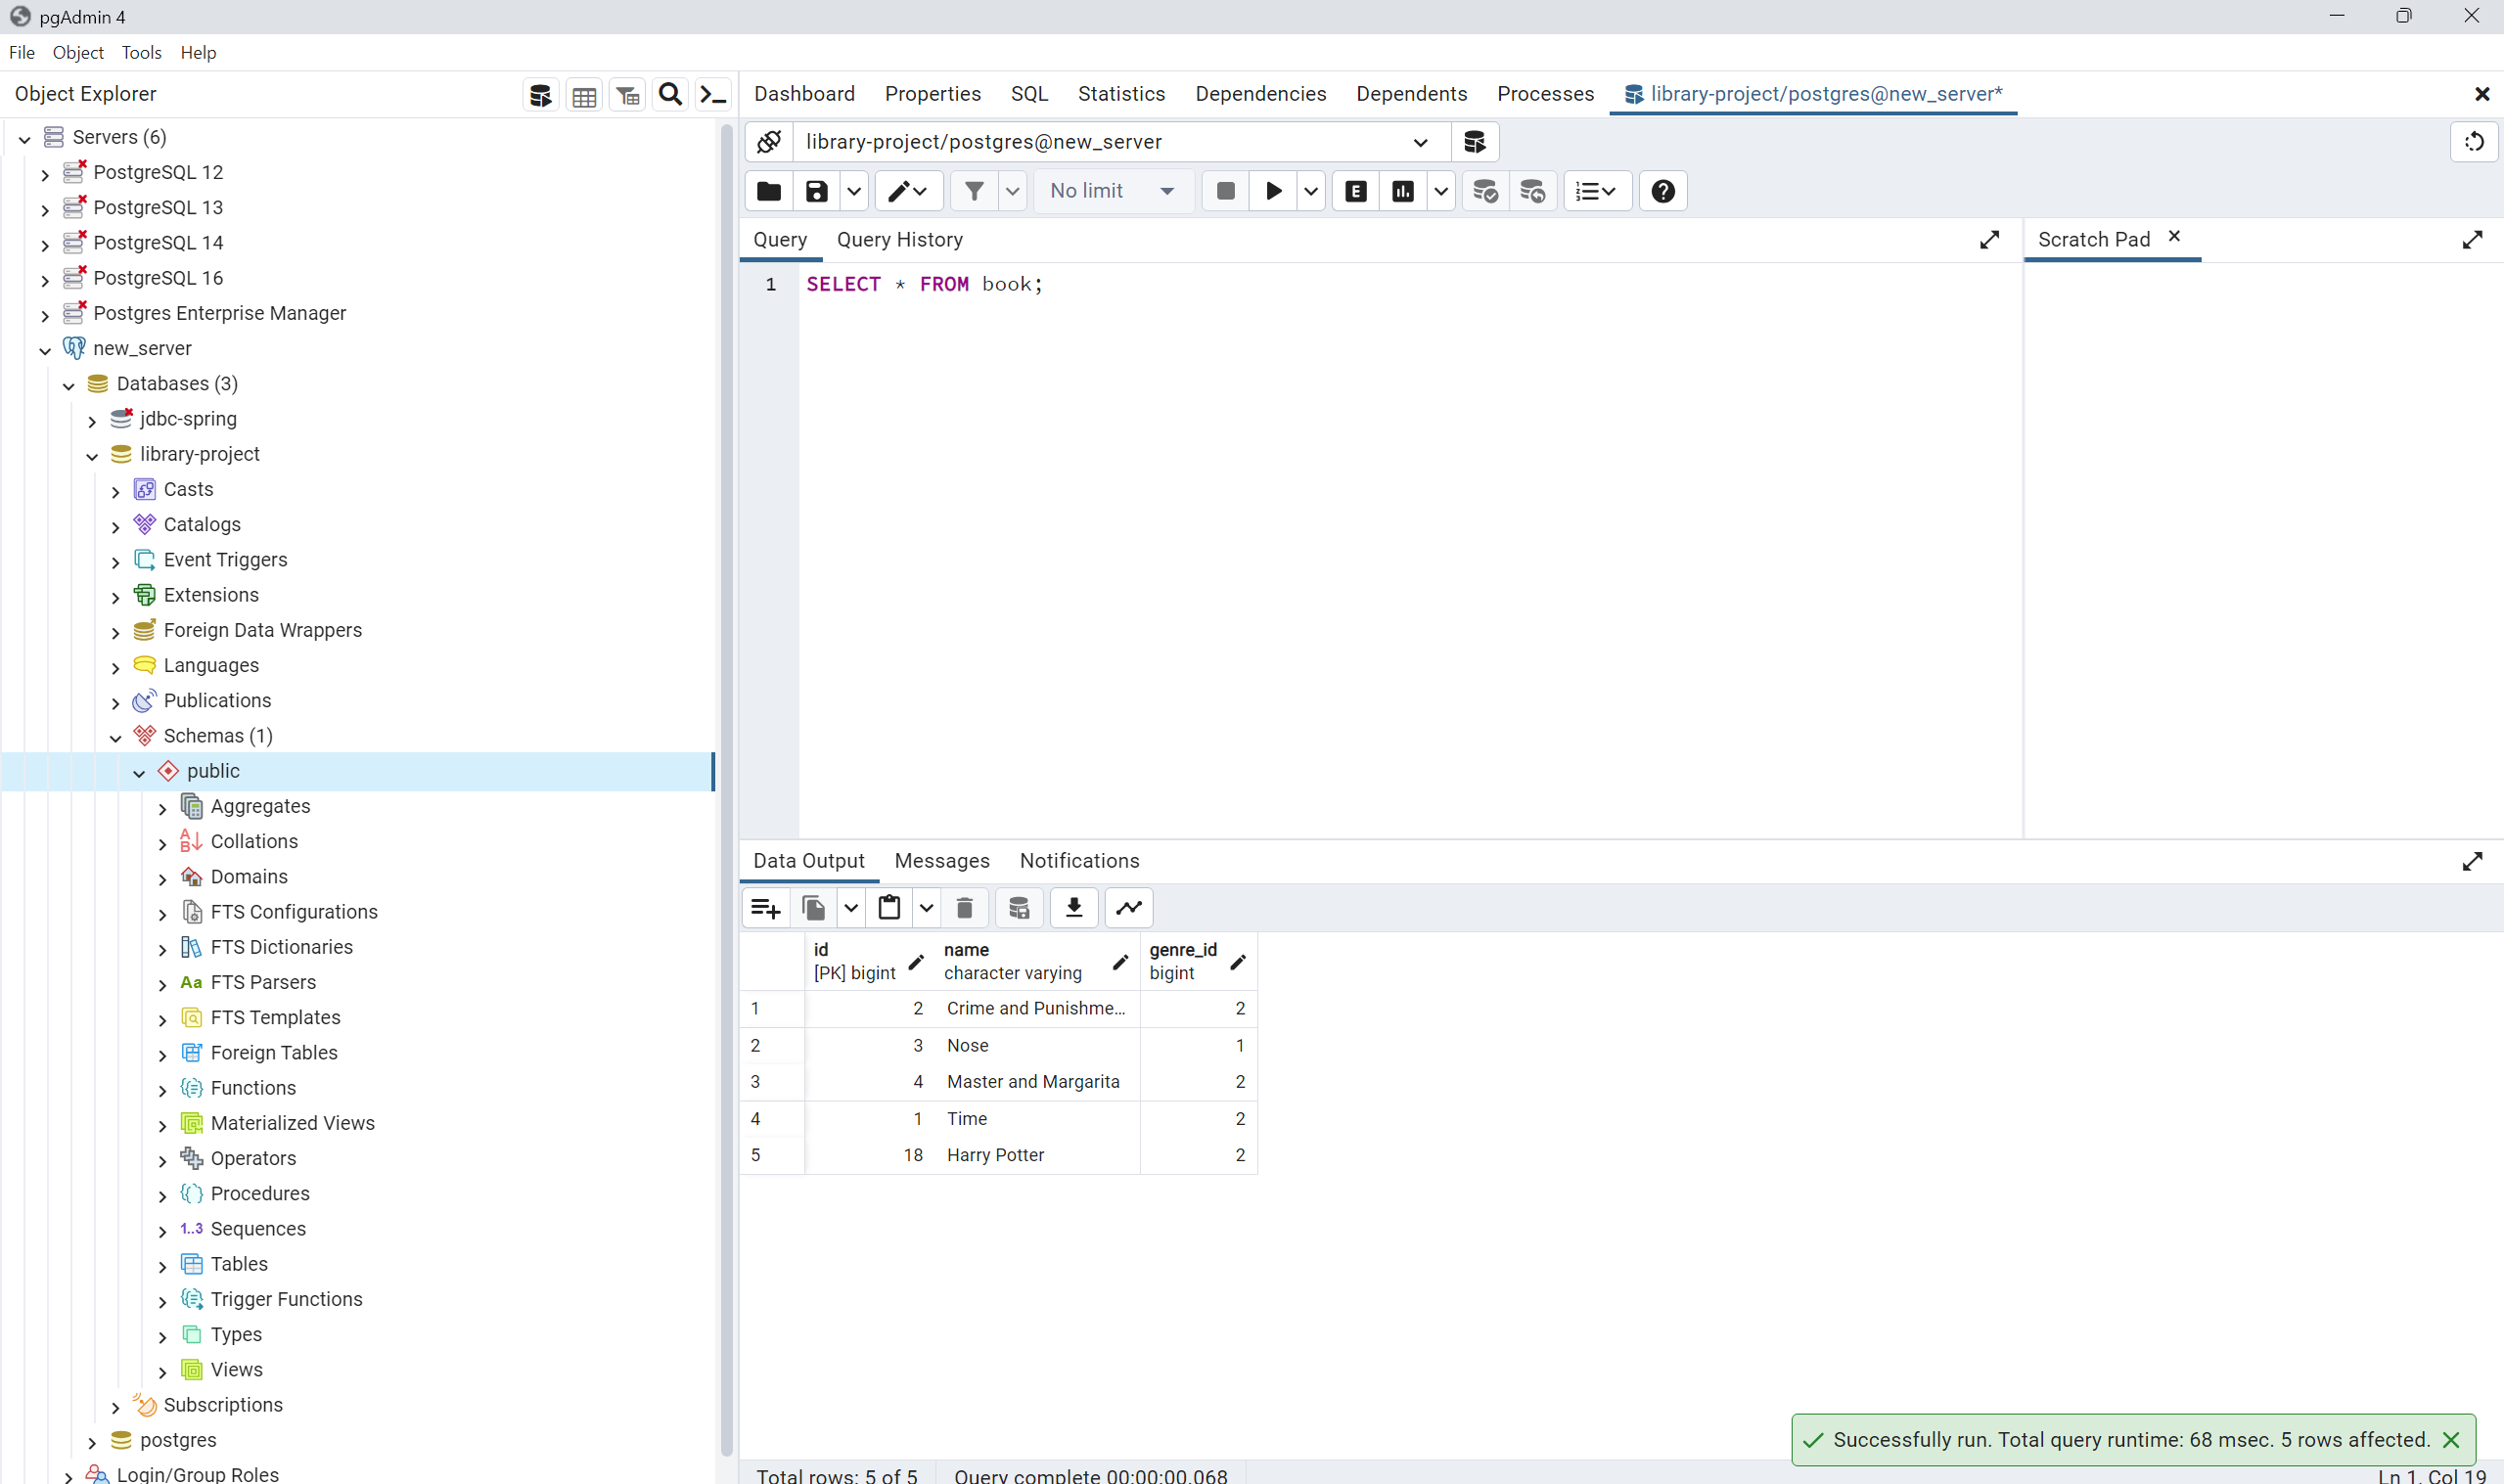 pgAdmin 4
File Object Tools Help
Object Explorer
Servers (6)
PostgreSQL 12
PostgreSQL 13
PostgreSQL 14
PostgreSQL 16
Postgres Enterprise Manager
new_server
Databases (3)
jdbc-spring
library-project
Casts
Catalogs
Event Triggers
Extensions
Foreign Data Wrappers
Languages
Publications
Schemas (1)
public
Aggregates
Collations
Domains
FTS Configurations
FTS Dictionaries
Aa FTS Parsers
FTS Templates
Foreign Tables
Functions
Materialized Views
Operators
Procedures
1..3 Sequences
Tables
Trigger Functions
Types
Views
Subscriptions
postgres
Login/Group Roles
Dashboard Properties SQL Statistics Dependencies Dependents Processes library-project/postgres@new_server*
library-project/postgres@new_server
No limit E
Query Query History
1 SELECT * FROM book;
Scratch Pad
Data Output Messages Notifications
id name genre_id
[PK] bigint character varying bigint
1 2 Crime and Punishme... 2
2 3 Nose 1
3 4 Master and Margarita 2
4 1 Time 2
5 18 Harry Potter 2
Successfully run. Total query runtime: 68 msec. 5 rows affected.
Total rows: 5 of 5 Query complete 00:00:00.068 Ln 1, Col 19